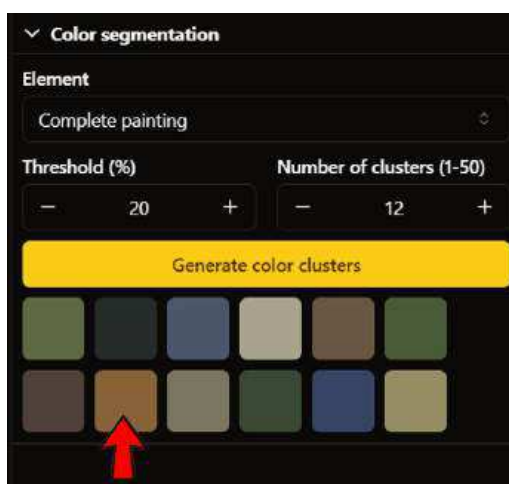 Color segmentation
Element
Complete painting
Threshold (%) Number of clusters (1-50)
− 20 + − 12 +
Generate color clusters